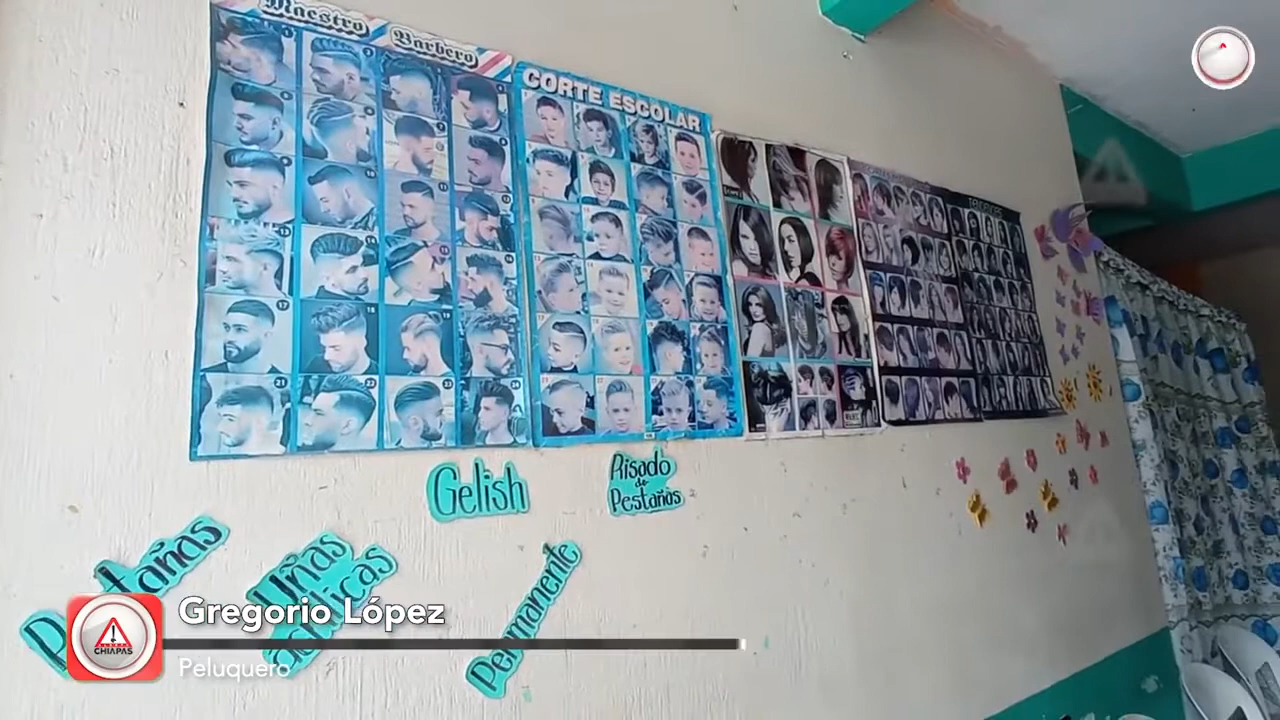 Maestro Barbero
CORTE ESCOLAR
Gelish
Risado
de
Pestañas
Pestañas
Uñas
acrílicas
Permanente
Gregorio López
Peluquero
CHIAPAS